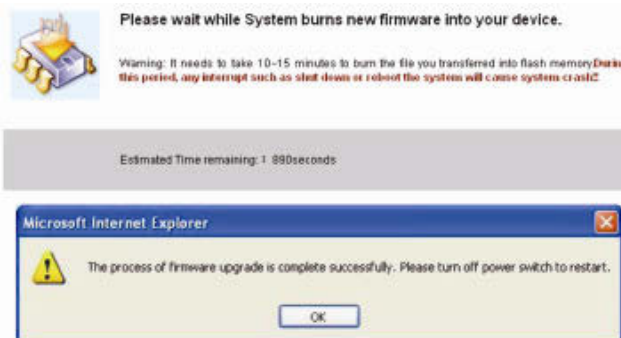 Please wait while System burns new firmware into your device.
Warning: It needs to take 10-15 minutes to burn the file you transferred into flash memory
this period, any interrupt such as shut down or reboot the system will cause system crash!
Estimated Time remaining: : 890seconds
Microsoft Internet Explorer
The process of firmware upgrade is complete successfully. Please turn off power switch to restart.
OK